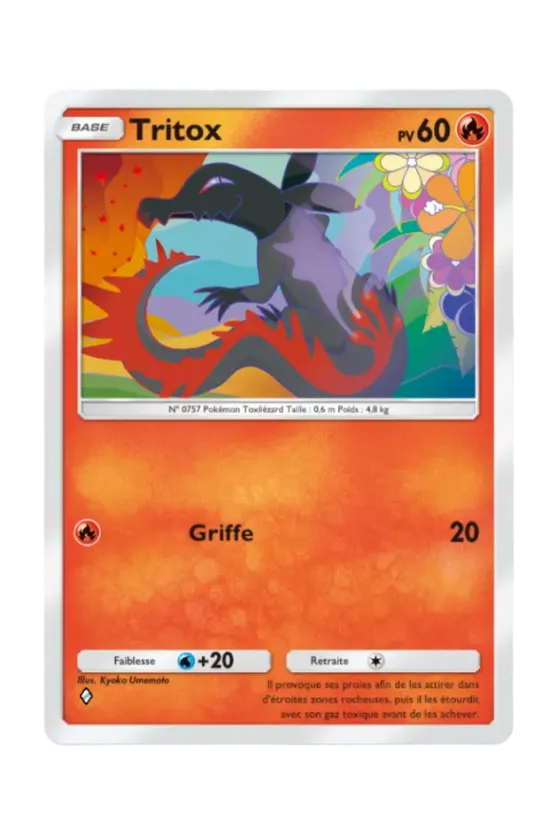 BASE Tritox PV 60
N° 0757 Pokémon Toxilézard Taille : 0,6 m Poids : 4,8 kg
Griffe 20
Faiblesse +20 Retraite
Illus. Kyoko Umemoto
Il provoque ses proies afin de les attirer dans
d'étroites zones rocheuses, puis il les étourdit
avec son gaz toxique avant de les achever.